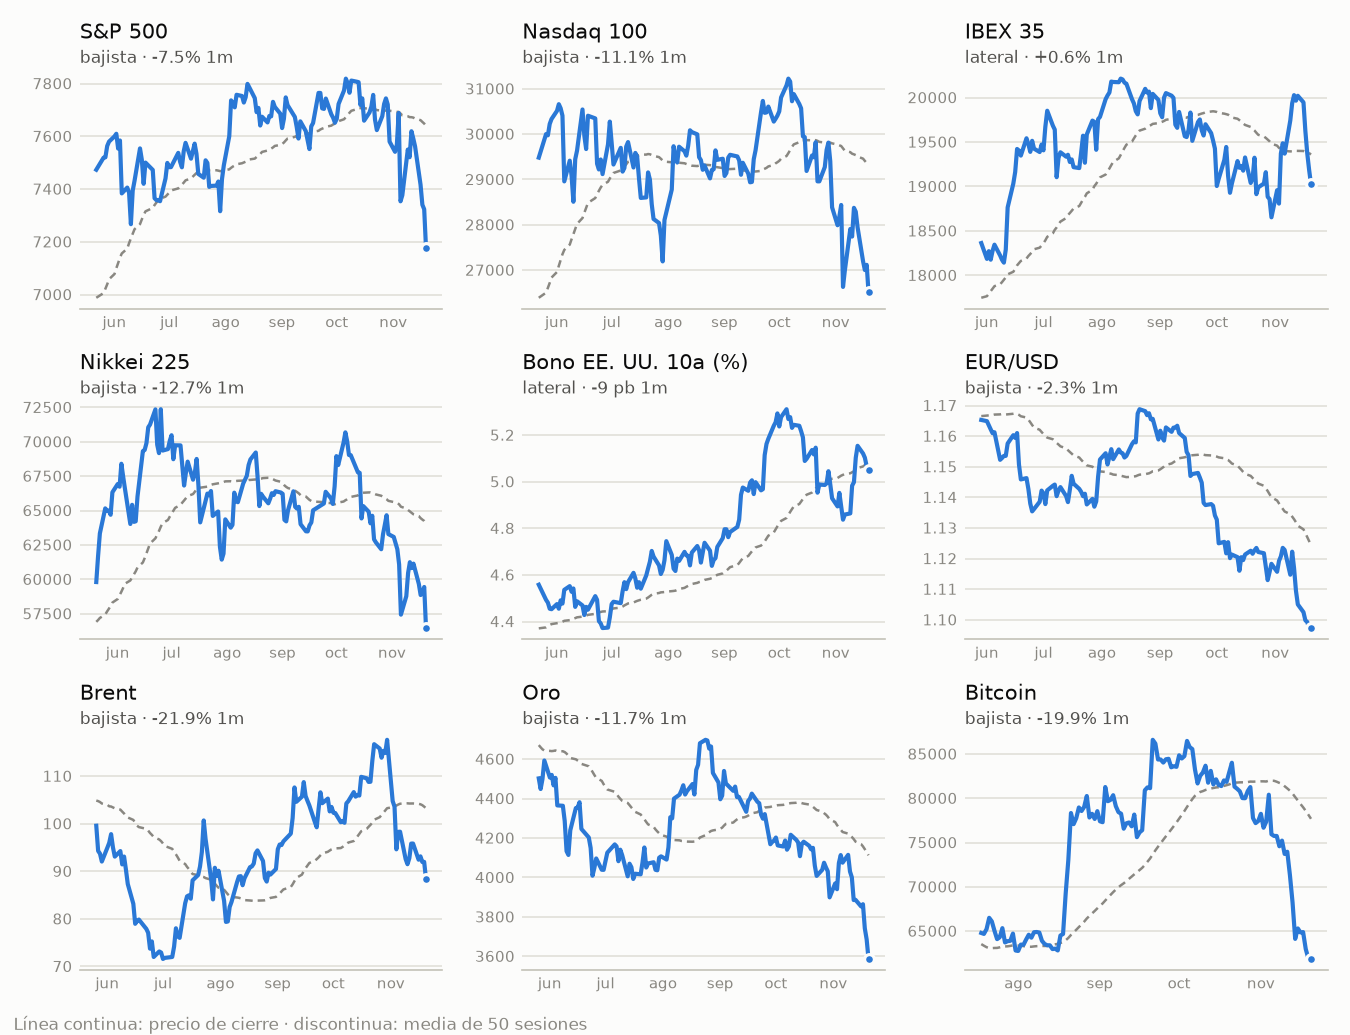 S&P 500
bajista · -7.5% 1m
7800
7600
7400
7200
7000
jun jul ago sep oct nov
Nasdaq 100
bajista · -11.1% 1m
31000
30000
29000
28000
27000
jun jul ago sep oct nov
IBEX 35
lateral · +0.6% 1m
20000
19500
19000
18500
18000
jun jul ago sep oct nov
Nikkei 225
bajista · -12.7% 1m
72500
70000
67500
65000
62500
60000
57500
jun jul ago sep oct nov
Bono EE. UU. 10a (%)
lateral · -9 pb 1m
5.2
5.0
4.8
4.6
4.4
jun jul ago sep oct nov
EUR/USD
bajista · -2.3% 1m
1.17
1.16
1.15
1.14
1.13
1.12
1.11
1.10
jun jul ago sep oct nov
Brent
bajista · -21.9% 1m
110
100
90
80
70
jun jul ago sep oct nov
Oro
bajista · -11.7% 1m
4600
4400
4200
4000
3800
3600
jun jul ago sep oct nov
Bitcoin
bajista · -19.9% 1m
85000
80000
75000
70000
65000
ago sep oct nov
Línea continua: precio de cierre · discontinua: media de 50 sesiones